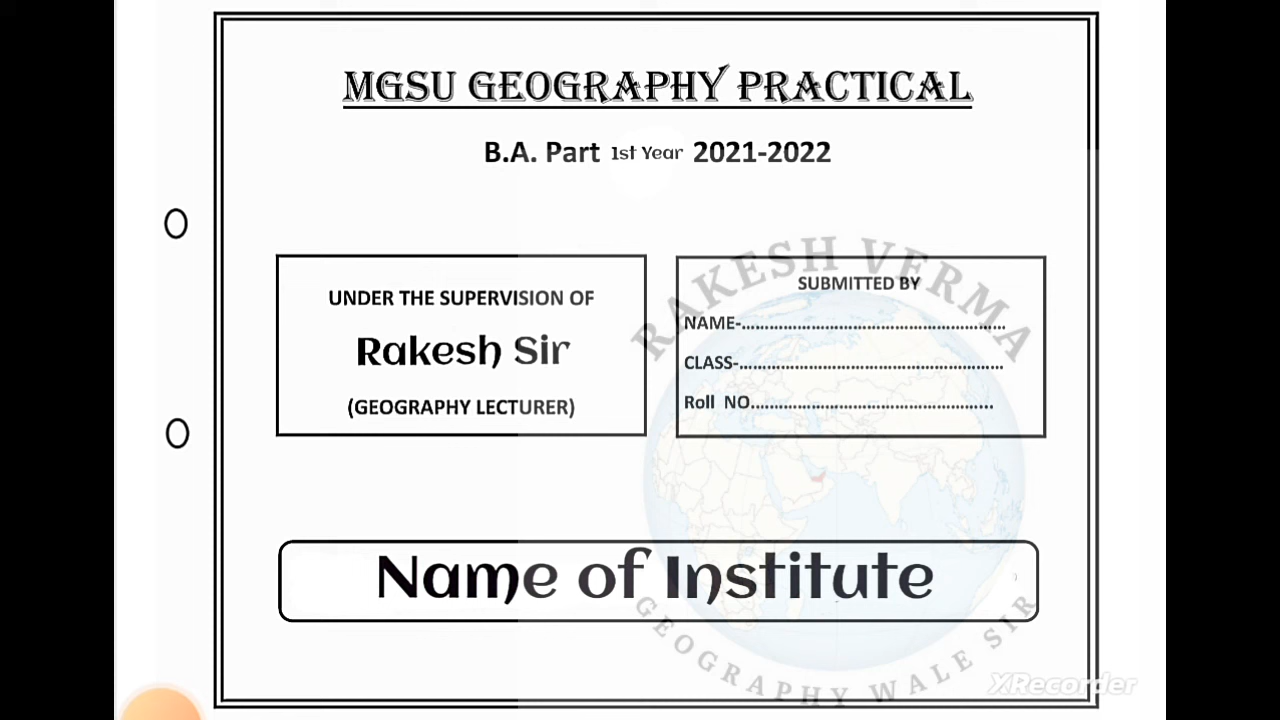 MGSU GEOGRAPHY PRACTICAL
B.A. Part 1st Year 2021-2022
UNDER THE SUPERVISION OF
Rakesh Sir
(GEOGRAPHY LECTURER)
RAKESH VERMA
SUBMITTED BY
NAME-.........................................................
CLASS-.........................................................
Roll NO....................................................
Name of Institute
GEOGRAPHY WALE SIR
XRecorder